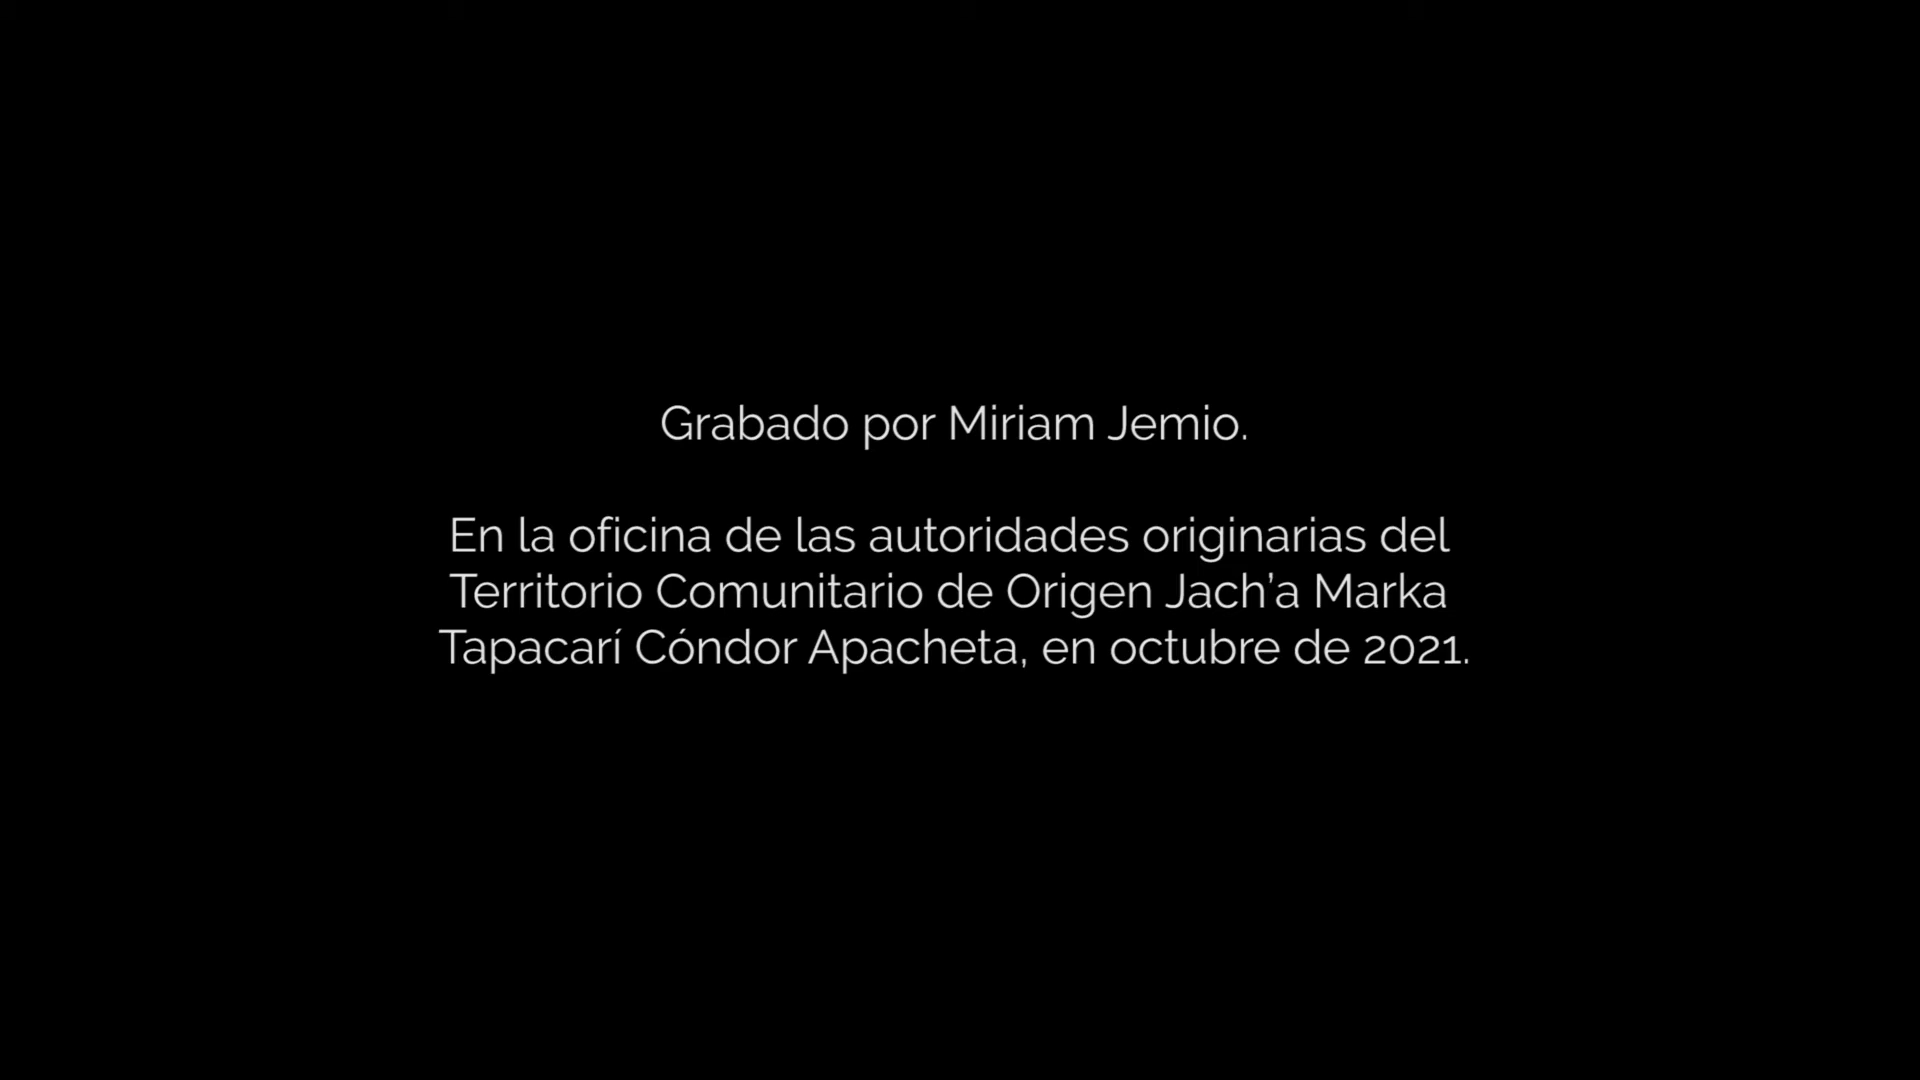 Grabado por Miriam Jemio.
En la oficina de las autoridades originarias del
Territorio Comunitario de Origen Jach’a Marka
Tapacarí Cóndor Apacheta, en octubre de 2021.